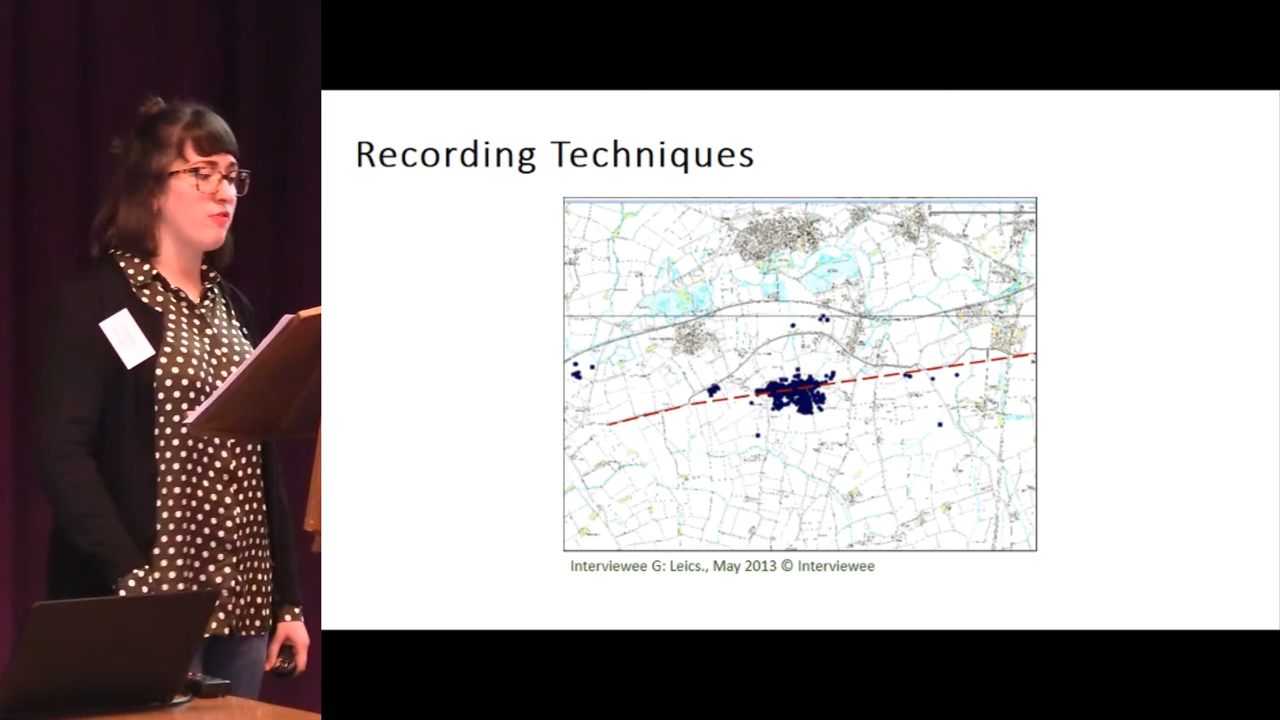 Recording Techniques
Interviewee G: Leics., May 2013 © Interviewee